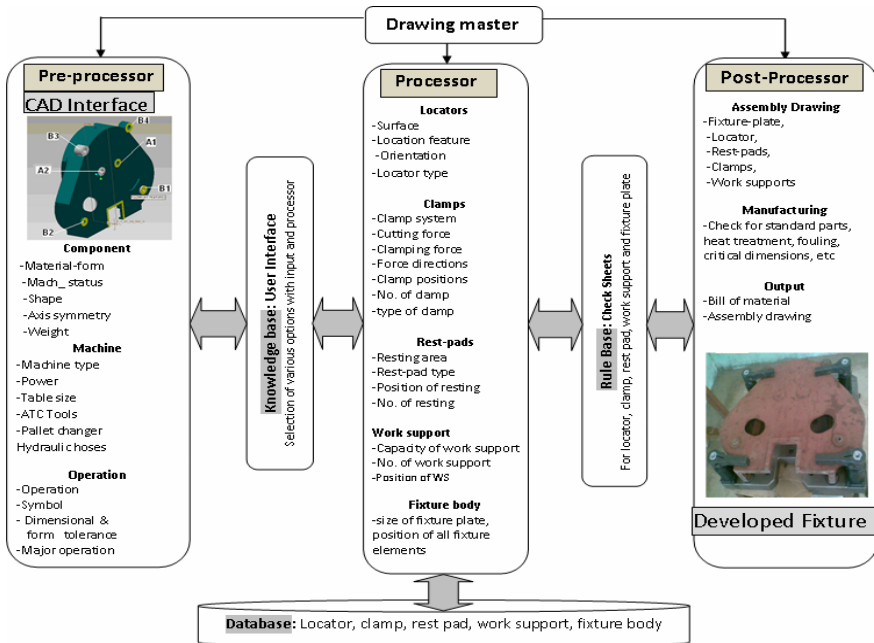 Drawing master
Pre-processor
CAD Interface
B4
B3
A1
A2
B1
B2
Component
-Material-form
-Mach_ status
-Shape
-Axis symmetry
-Weight
Machine
-Machine type
-Power
-Table size
-ATC Tools
-Pallet changer
Hydraulic hoses
Operation
-Operation
-Symbol
- Dimensional &
form tolerance
-Major operation
Knowledge base: User Interface
Selection of various options with input and processor
Processor
Locators
-Surface
-Location feature
-Orientation
-Locator type
Clamps
-Clamp system
-Cutting force
-Clamping force
-Force directions
-Clamp positions
-No. of clamp
-type of clamp
Rest-pads
-Resting area
-Rest-pad type
-Position of resting
-No. of resting
Work support
-Capacity of work support
-No. of work support
-Position of WS
Fixture body
-size of fixture plate,
position of all fixture
elements
Rule Base: Check Sheets
For locator, clamp, rest pad, work support and fixture plate
Post-Processor
Assembly Drawing
-Fixture-plate,
-Locator,
-Rest-pads,
-Clamps,
-Work supports
Manufacturing
-Check for standard parts,
heat treatment, fouling,
critical dimensions, etc
Output
-Bill of material
-Assembly drawing
Developed Fixture
Database: Locator, clamp, rest pad, work support, fixture body